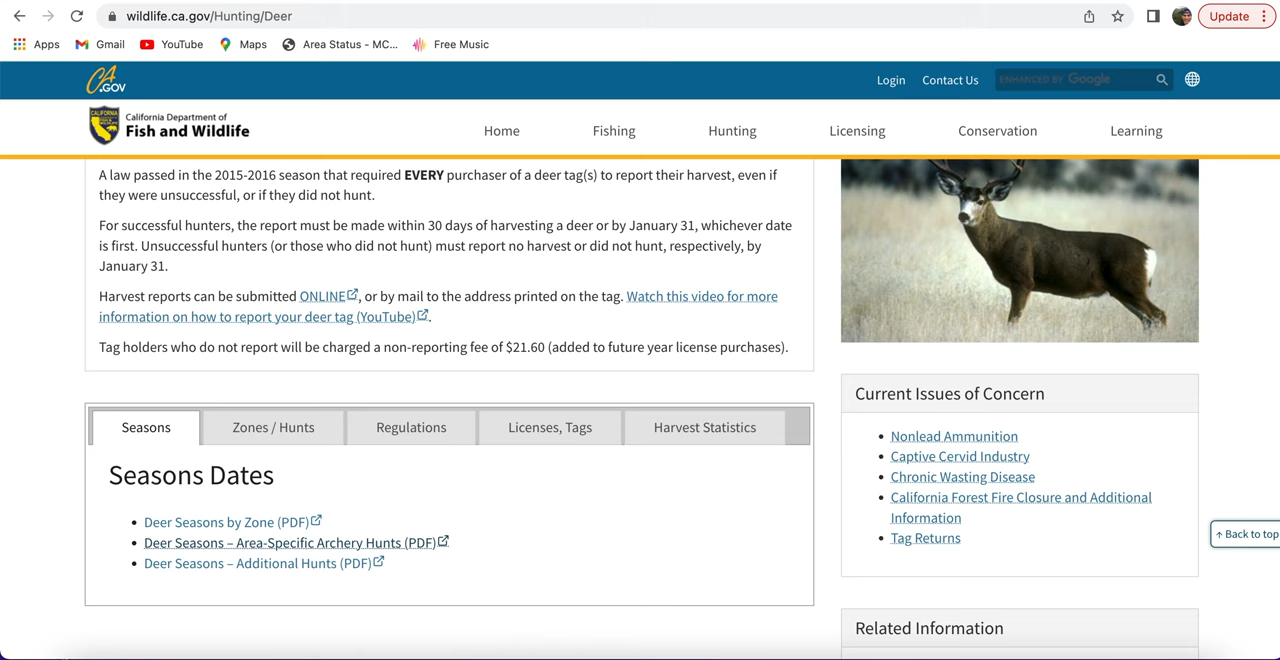 wildlife.ca.gov/Hunting/Deer
Update
Apps
Gmail
YouTube
Maps
Area Status - MC...
Free Music
CA.GOV
Login
Contact Us
ENHANCED BY Google
California Department of
Fish and Wildlife
Home
Fishing
Hunting
Licensing
Conservation
Learning
A law passed in the 2015-2016 season that required EVERY purchaser of a deer tag(s) to report their harvest, even if
they were unsuccessful, or if they did not hunt.
For successful hunters, the report must be made within 30 days of harvesting a deer or by January 31, whichever date
is first. Unsuccessful hunters (or those who did not hunt) must report no harvest or did not hunt, respectively, by
January 31.
Harvest reports can be submitted ONLINE, or by mail to the address printed on the tag. Watch this video for more
information on how to report your deer tag (YouTube).
Tag holders who do not report will be charged a non-reporting fee of $21.60 (added to future year license purchases).
Seasons
Zones / Hunts
Regulations
Licenses, Tags
Harvest Statistics
Seasons Dates
Deer Seasons by Zone (PDF)
Deer Seasons – Area-Specific Archery Hunts (PDF)
Deer Seasons – Additional Hunts (PDF)
Current Issues of Concern
Nonlead Ammunition
Captive Cervid Industry
Chronic Wasting Disease
California Forest Fire Closure and Additional
Information
Tag Returns
↑ Back to top
Related Information